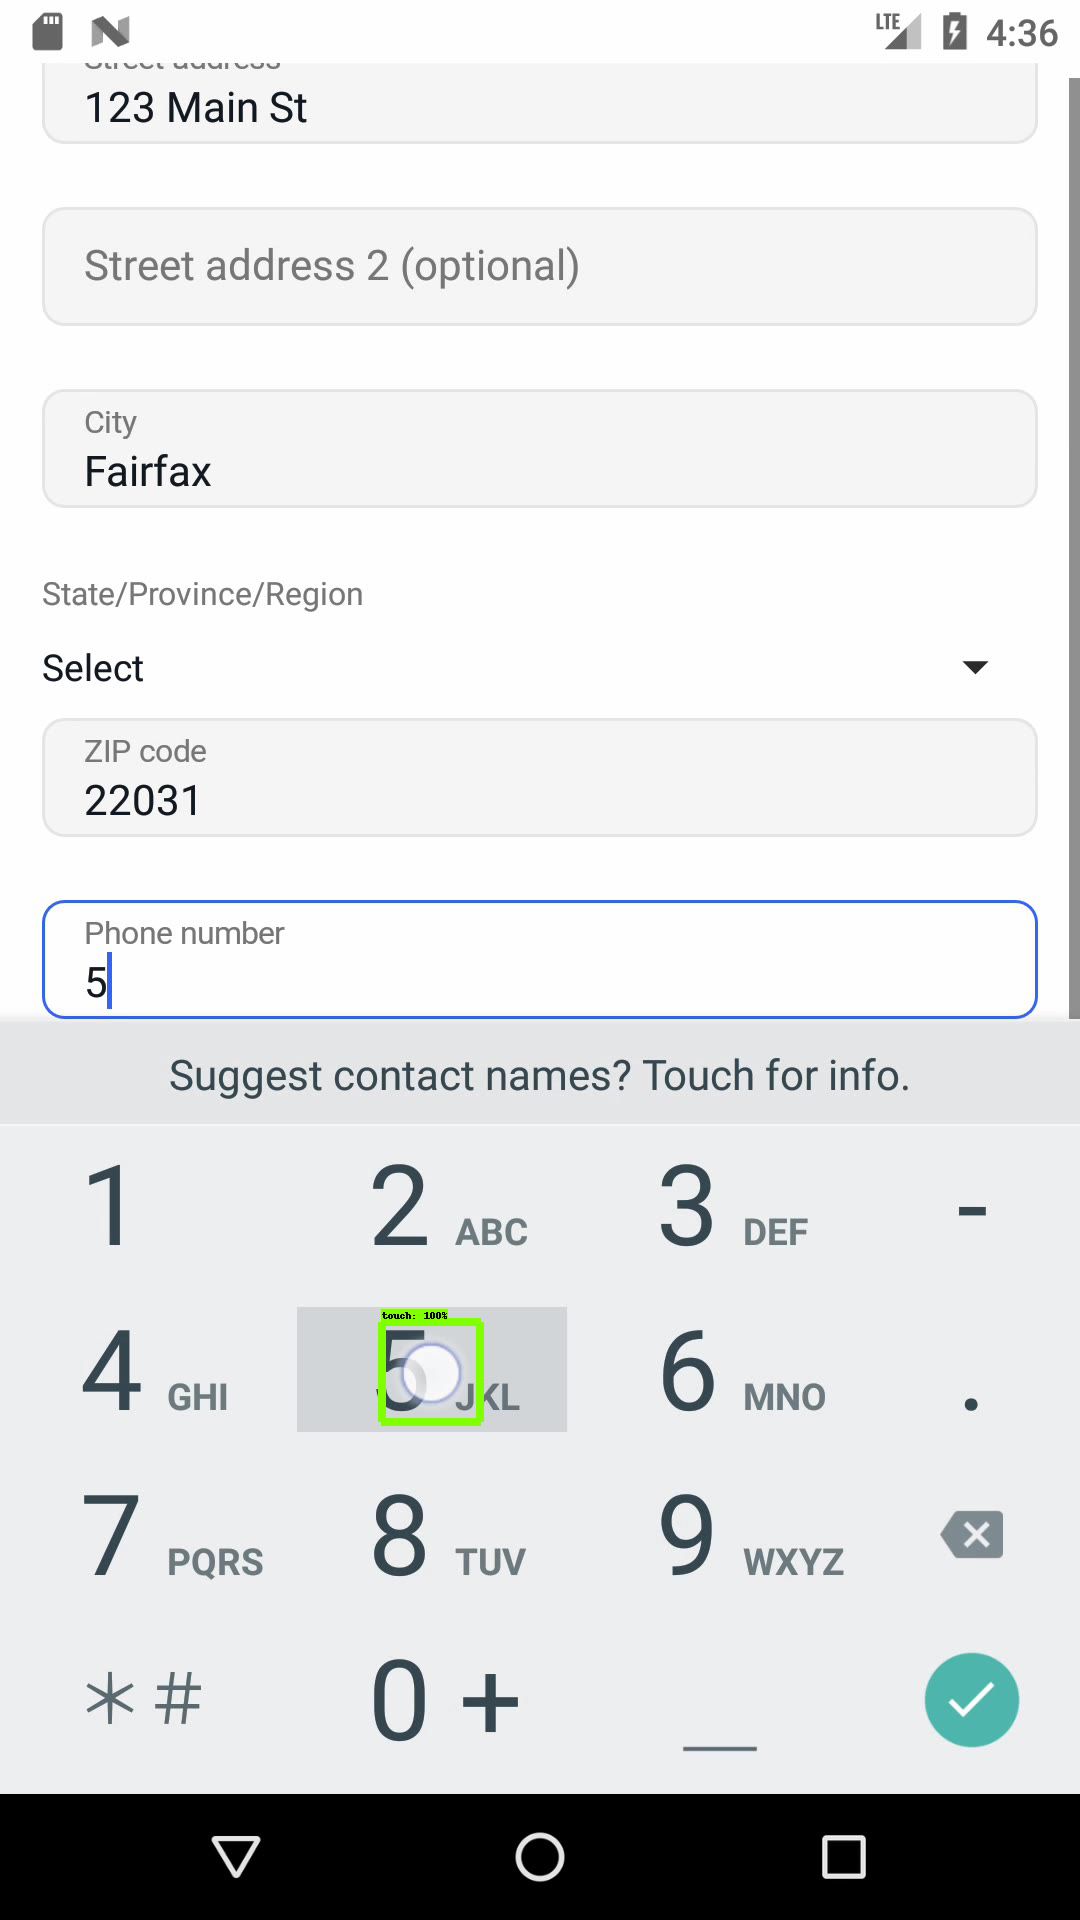 LTE 4:36
Street address
123 Main St
Street address 2 (optional)
City
Fairfax
State/Province/Region
Select
ZIP code
22031
Phone number
5
Suggest contact names? Touch for info.
1 2 ABC 3 DEF -
touch: 100%
4 GHI 5 JKL 6 MNO .
7 PQRS 8 TUV 9 WXYZ
* # 0 + _